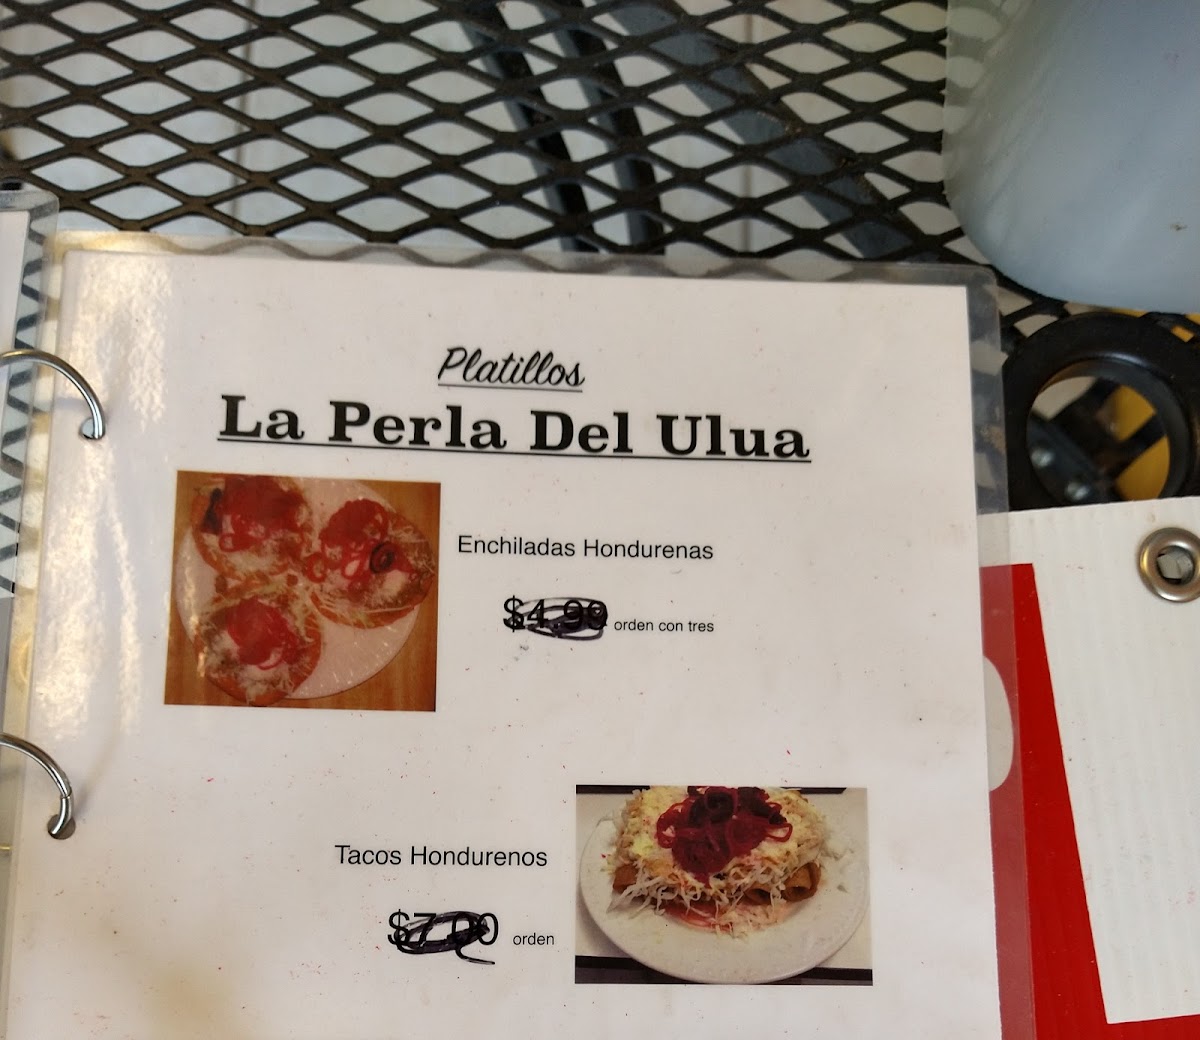 Platillos
La Perla Del Ulua
Enchiladas Hondurenas
$4.99 orden con tres
Tacos Hondurenos
$7.00 orden